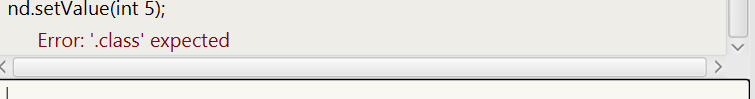 nd.setValue(int 5);
Error: '.class' expected